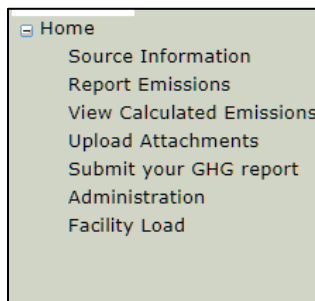 Home
Source Information
Report Emissions
View Calculated Emissions
Upload Attachments
Submit your GHG report
Administration
Facility Load